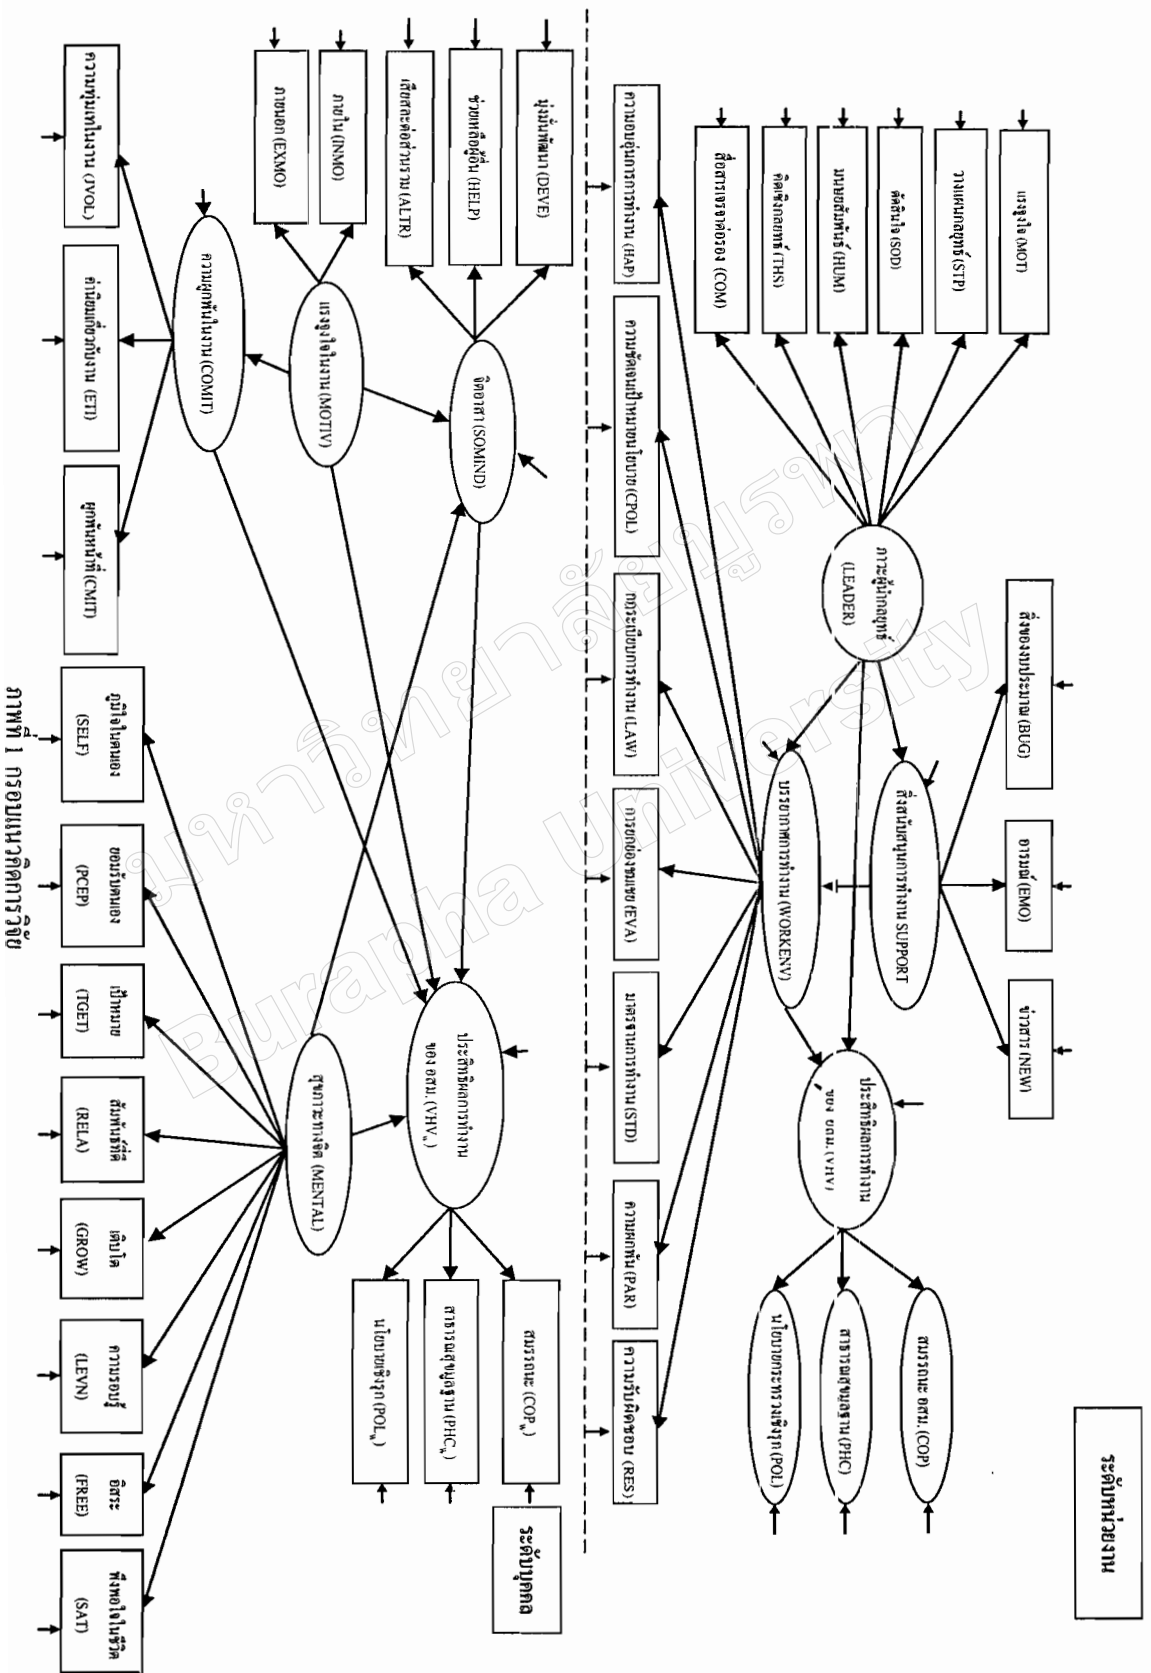 ระดับหน่วยงาน
สิ่งของงบประมาณ (BUG)
อารมณ์ (EMO)
ข่าวสาร (NEW)
แรงจูงใจ (MOT)
วางแผนกลยุทธ์ (STP)
ตัดสินใจ (SOD)
มนุษยสัมพันธ์ (HUM)
คิดเชิงกลยุทธ์ (THS)
สื่อสารเจรจาต่อรอง (COM)
ภาวะผู้นำกลยุทธ์
(LEADER)
สิ่งสนับสนุนการทำงาน SUPPORT
บรรยากาศการทำงาน (WORKENV)
ประสิทธิผลการทำงาน
ของ อสม. (VHV)
สมรรถนะ อสม. (COP)
สาธารณสุขมูลฐาน (PHC)
นโยบายกระทรวงเชิงรุก (POL)
ความอบอุ่นการการทำงาน (HAP)
ความชัดเจนเป้าหมายนโยบาย (CPOL)
กฎระเบียบการทำงาน (LAW)
การยกย่องชมเชย (EVA)
มาตรฐานการทำงาน (STD)
ความผูกพัน (PAR)
ความรับผิดชอบ (RES)
ระดับบุคคล
มุ่งมั่นพัฒนา (DEVE)
ช่วยเหลือผู้อื่น (HELP)
เสียสละต่อส่วนรวม (ALTR)
ภายใน (INMO)
ภายนอก (EXMO)
จิตอาสา (SOMIND)
แรงจูงใจในงาน (MOTIV)
ความผูกพันในงาน (COMIT)
ประสิทธิผลการทำงาน
ของ อสม. (VHVw)
สุขภาวะทางจิต (MENTAL)
สมรรถนะ (COPw)
สาธารณสุขมูลฐาน (PHCw)
นโยบายเชิงรุก (POLw)
ความทุ่มเทในงาน (JVOL)
ค่านิยมเกี่ยวกับงาน (ETI)
ผูกพันหน้าที่ (CMIT)
ภูมิใจในตนเอง
(SELF)
ยอมรับตนเอง
(PCEP)
เป้าหมาย
(TGET)
สัมพันธ์ที่ดี
(RELA)
เติบโต
(GROW)
ความรอบรู้
(LEVN)
อิสระ
(FREE)
พึงพอใจในชีวิต
(SAT)
ภาพที่ 1 กรอบแนวคิดการวิจัย
มหาวิทยาลัยบูรพา
Burapha University